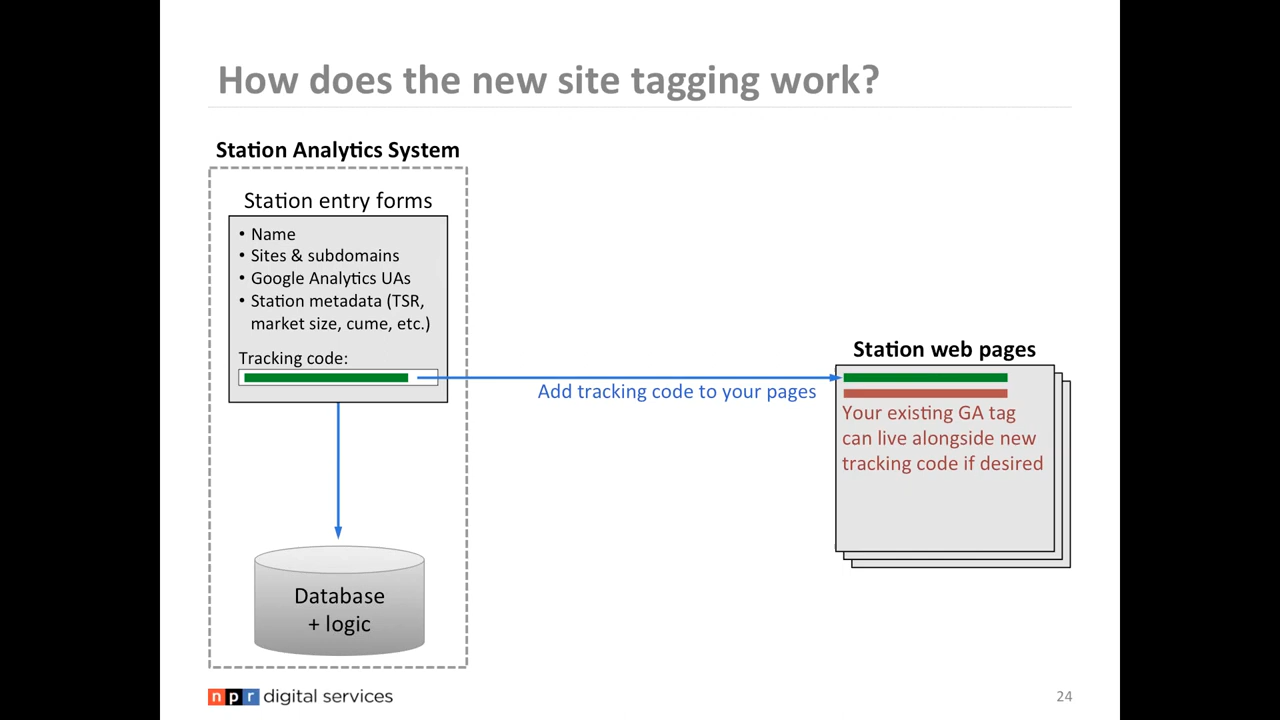 How does the new site tagging work?
Station Analytics System
Station entry forms
• Name
• Sites & subdomains
• Google Analytics UAs
• Station metadata (TSR,
market size, cume, etc.)
Tracking code:
Add tracking code to your pages
Station web pages
Your existing GA tag
can live alongside new
tracking code if desired
Database
+ logic
npr digital services
24